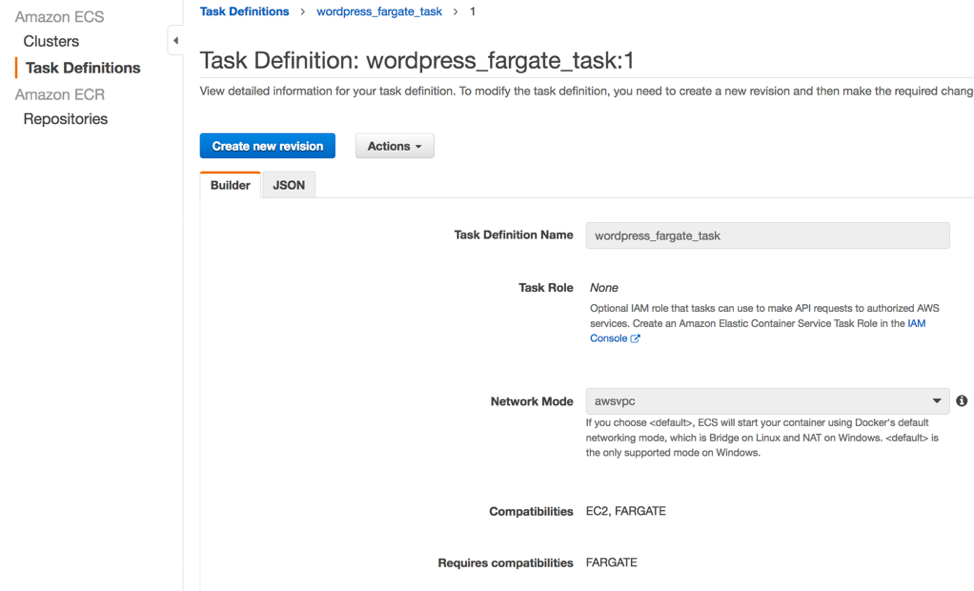 Amazon ECS
Clusters
Task Definitions
Amazon ECR
Repositories
Task Definitions > wordpress_fargate_task > 1
Task Definition: wordpress_fargate_task:1
View detailed information for your task definition. To modify the task definition, you need to create a new revision and then make the required chang
Create new revision
Actions
Builder
JSON
Task Definition Name
wordpress_fargate_task
Task Role
None
Optional IAM role that tasks can use to make API requests to authorized AWS
services. Create an Amazon Elastic Container Service Task Role in the IAM
Console
Network Mode
awsvpc
If you choose <default>, ECS will start your container using Docker's default
networking mode, which is Bridge on Linux and NAT on Windows. <default> is
the only supported mode on Windows.
Compatibilities
EC2, FARGATE
Requires compatibilities
FARGATE